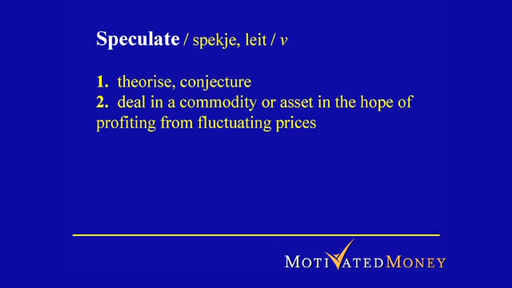 Speculate / spekje, leit / v
1. theorise, conjecture
2. deal in a commodity or asset in the hope of
profiting from fluctuating prices
MOTIVATEDMONEY